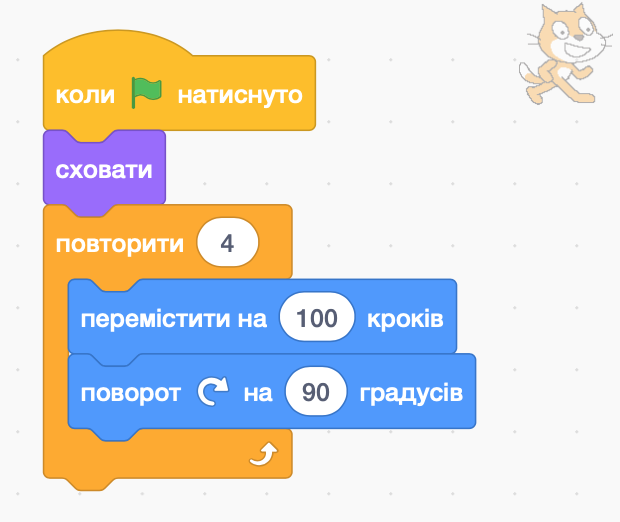 коли натиснуто
сховати
повторити 4
перемістити на 100 кроків
поворот на 90 градусів